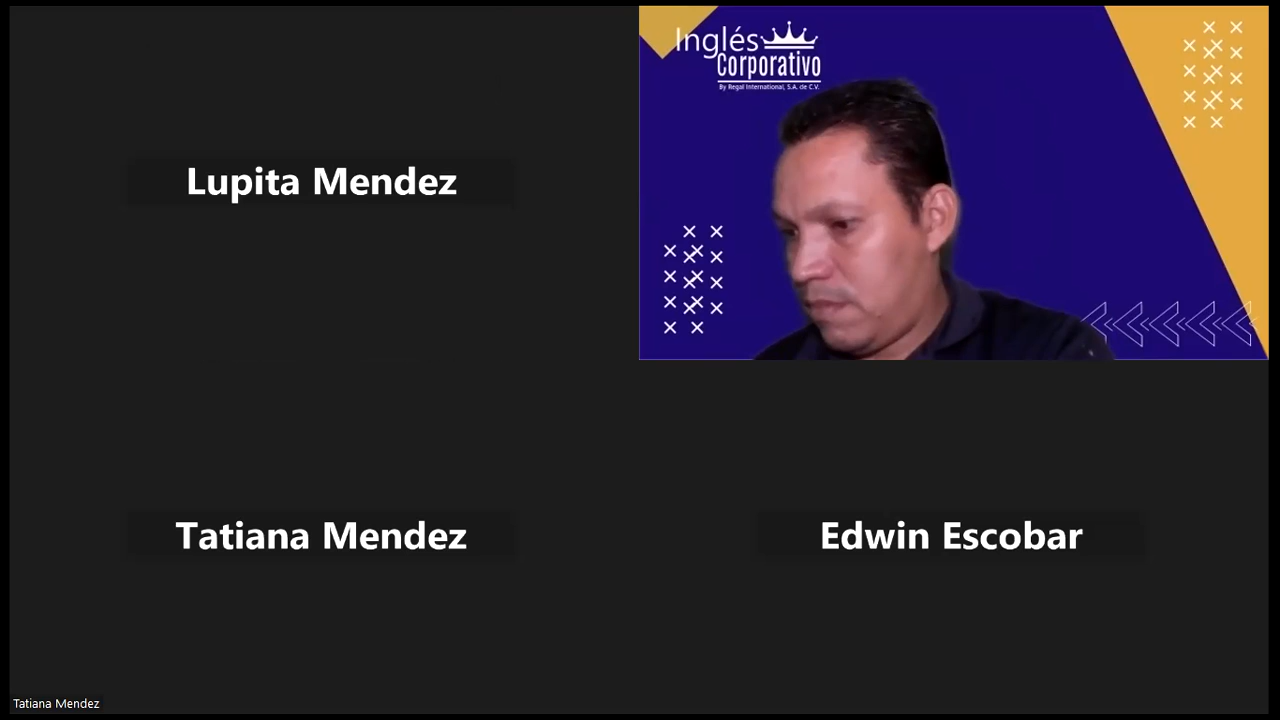 Lupita Mendez
Inglés
Corporativo
By Regal International, S.A. de C.V.
Tatiana Mendez
Edwin Escobar
Tatiana Mendez